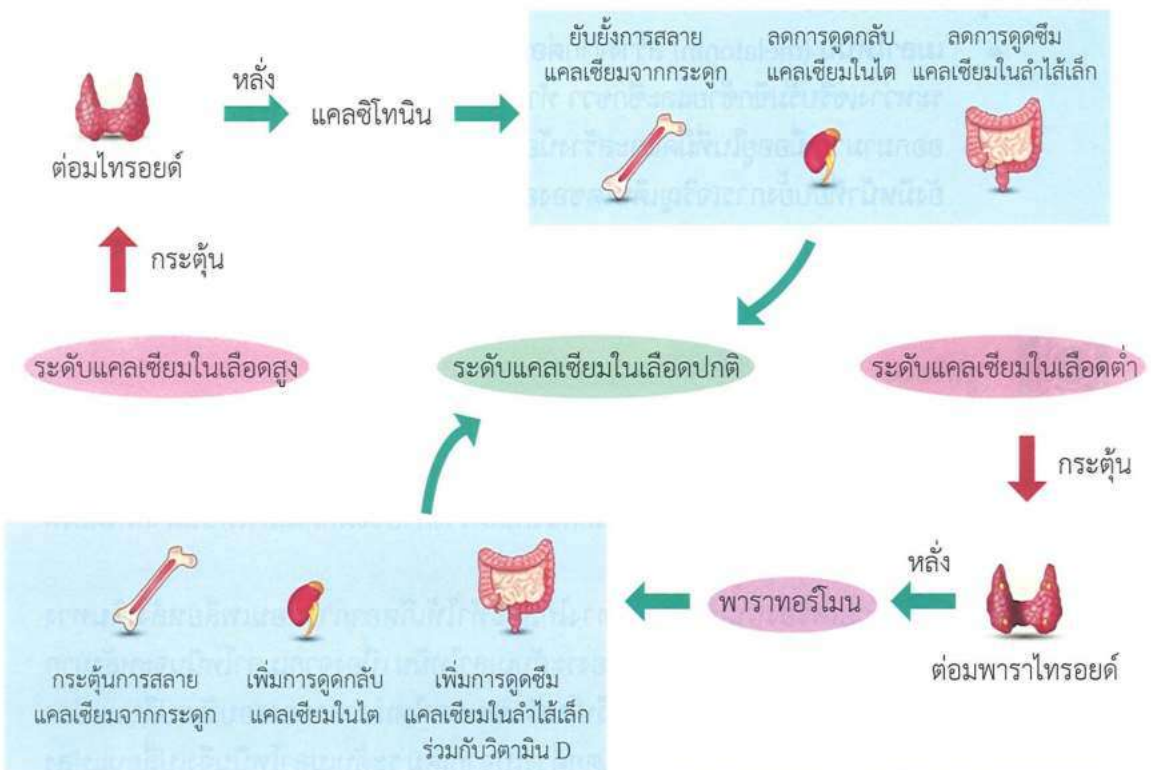 ยับยั้งการสลาย
แคลเซียมจากกระดูก
ลดการดูดกลับ
แคลเซียมในไต
ลดการดูดซึม
แคลเซียมในลำไส้เล็ก
หลั่ง
แคลซิโทนิน
ต่อมไทรอยด์
กระตุ้น
ระดับแคลเซียมในเลือดสูง
ระดับแคลเซียมในเลือดปกติ
ระดับแคลเซียมในเลือดต่ำ
กระตุ้น
หลั่ง
พาราทอร์โมน
ต่อมพาราไทรอยด์
กระตุ้นการสลาย
แคลเซียมจากกระดูก
เพิ่มการดูดกลับ
แคลเซียมในไต
เพิ่มการดูดซึม
แคลเซียมในลำไส้เล็ก
ร่วมกับวิตามิน D